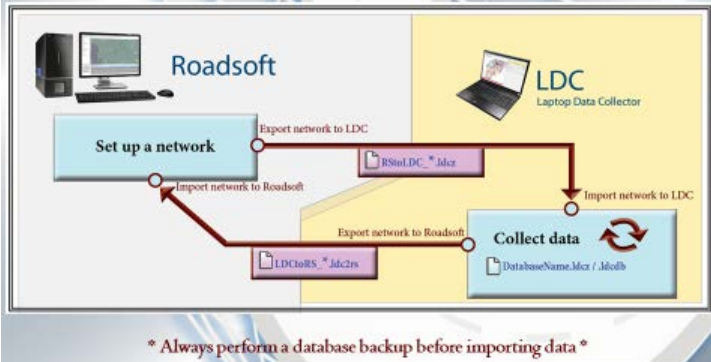 Roadsoft
LDC
Laptop Data Collector
Export network to LDC
Set up a network
RStoLDC_*.ldcz
Import network to Roadsoft
Import network to LDC
Export network to Roadsoft
Collect data
LDCtoRS_*.ldc2rs
DatabaseName.ldcz / .ldcdb
* Always perform a database backup before importing data *